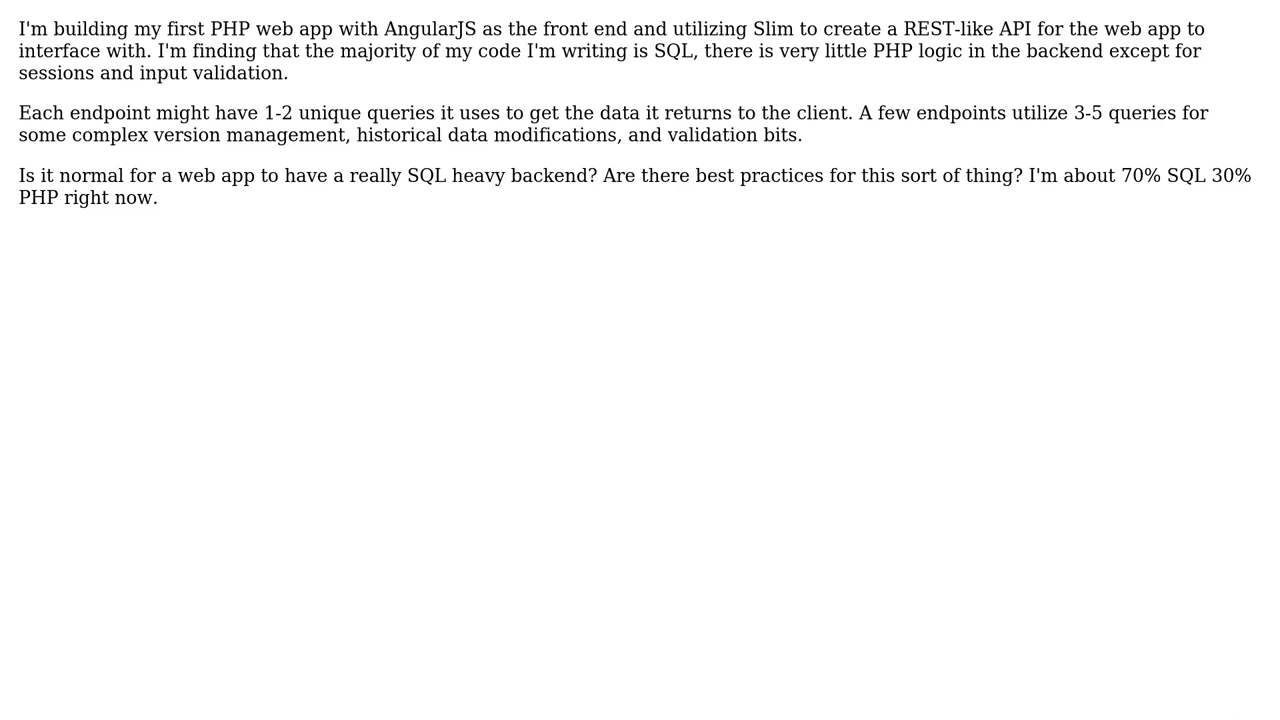 I'm building my first PHP web app with AngularJS as the front end and utilizing Slim to create a REST-like API for the web app to
interface with. I'm finding that the majority of my code I'm writing is SQL, there is very little PHP logic in the backend except for
sessions and input validation.
Each endpoint might have 1-2 unique queries it uses to get the data it returns to the client. A few endpoints utilize 3-5 queries for
some complex version management, historical data modifications, and validation bits.
Is it normal for a web app to have a really SQL heavy backend? Are there best practices for this sort of thing? I'm about 70% SQL 30%
PHP right now.